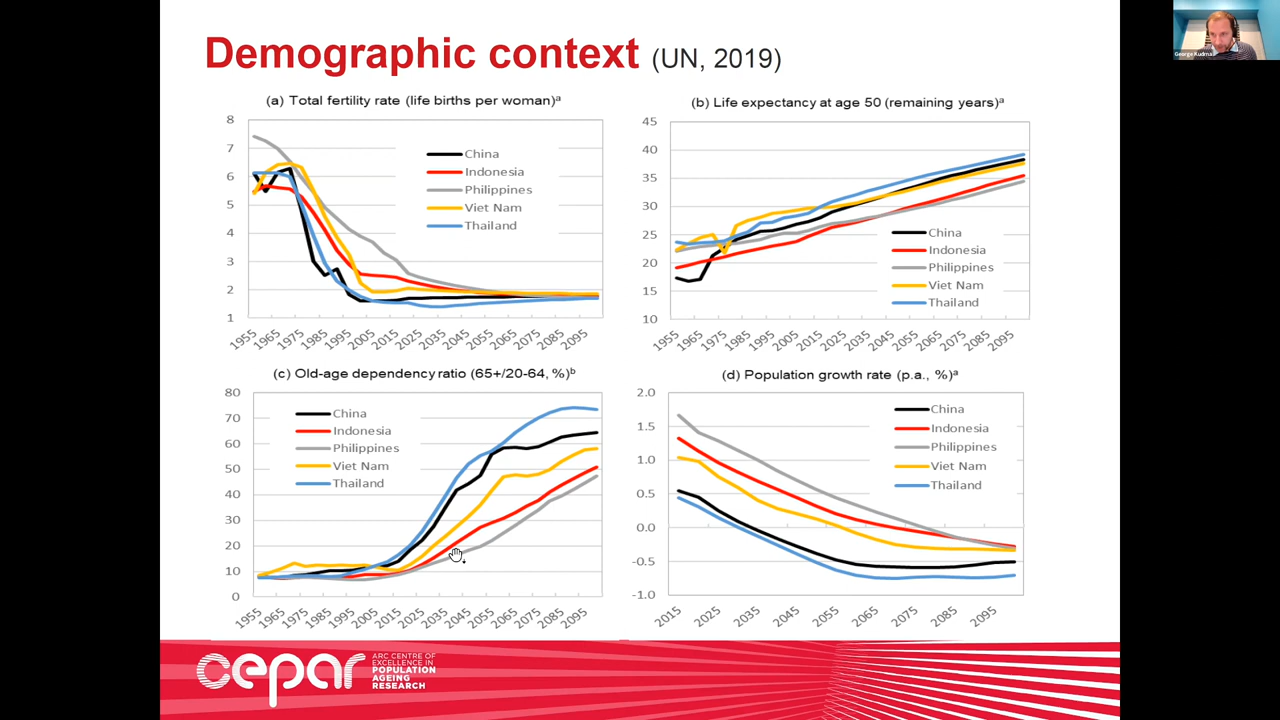 Demographic context (UN, 2019)
George Kudrna
(a) Total fertility rate (life births per woman)ª
8
7
6
5
4
3
2
1
China
Indonesia
Philippines
Viet Nam
Thailand
1955
1965
1975
1985
1995
2005
2015
2025
2035
2045
2055
2065
2075
2085
2095
(b) Life expectancy at age 50 (remaining years)ª
45
40
35
30
25
20
15
10
China
Indonesia
Philippines
Viet Nam
Thailand
1955
1965
1975
1985
1995
2005
2015
2025
2035
2045
2055
2065
2075
2085
2095
(c) Old-age dependency ratio (65+/20-64, %)ᵇ
80
70
60
50
40
30
20
10
0
China
Indonesia
Philippines
Viet Nam
Thailand
1955
1965
1975
1985
1995
2005
2015
2025
2035
2045
2055
2065
2075
2085
2095
(d) Population growth rate (p.a., %)ª
2.0
1.5
1.0
0.5
0.0
-0.5
-1.0
China
Indonesia
Philippines
Viet Nam
Thailand
2015
2025
2035
2045
2055
2065
2075
2085
2095
cepar
ARC CENTRE OF
EXCELLENCE IN
POPULATION
AGEING
RESEARCH